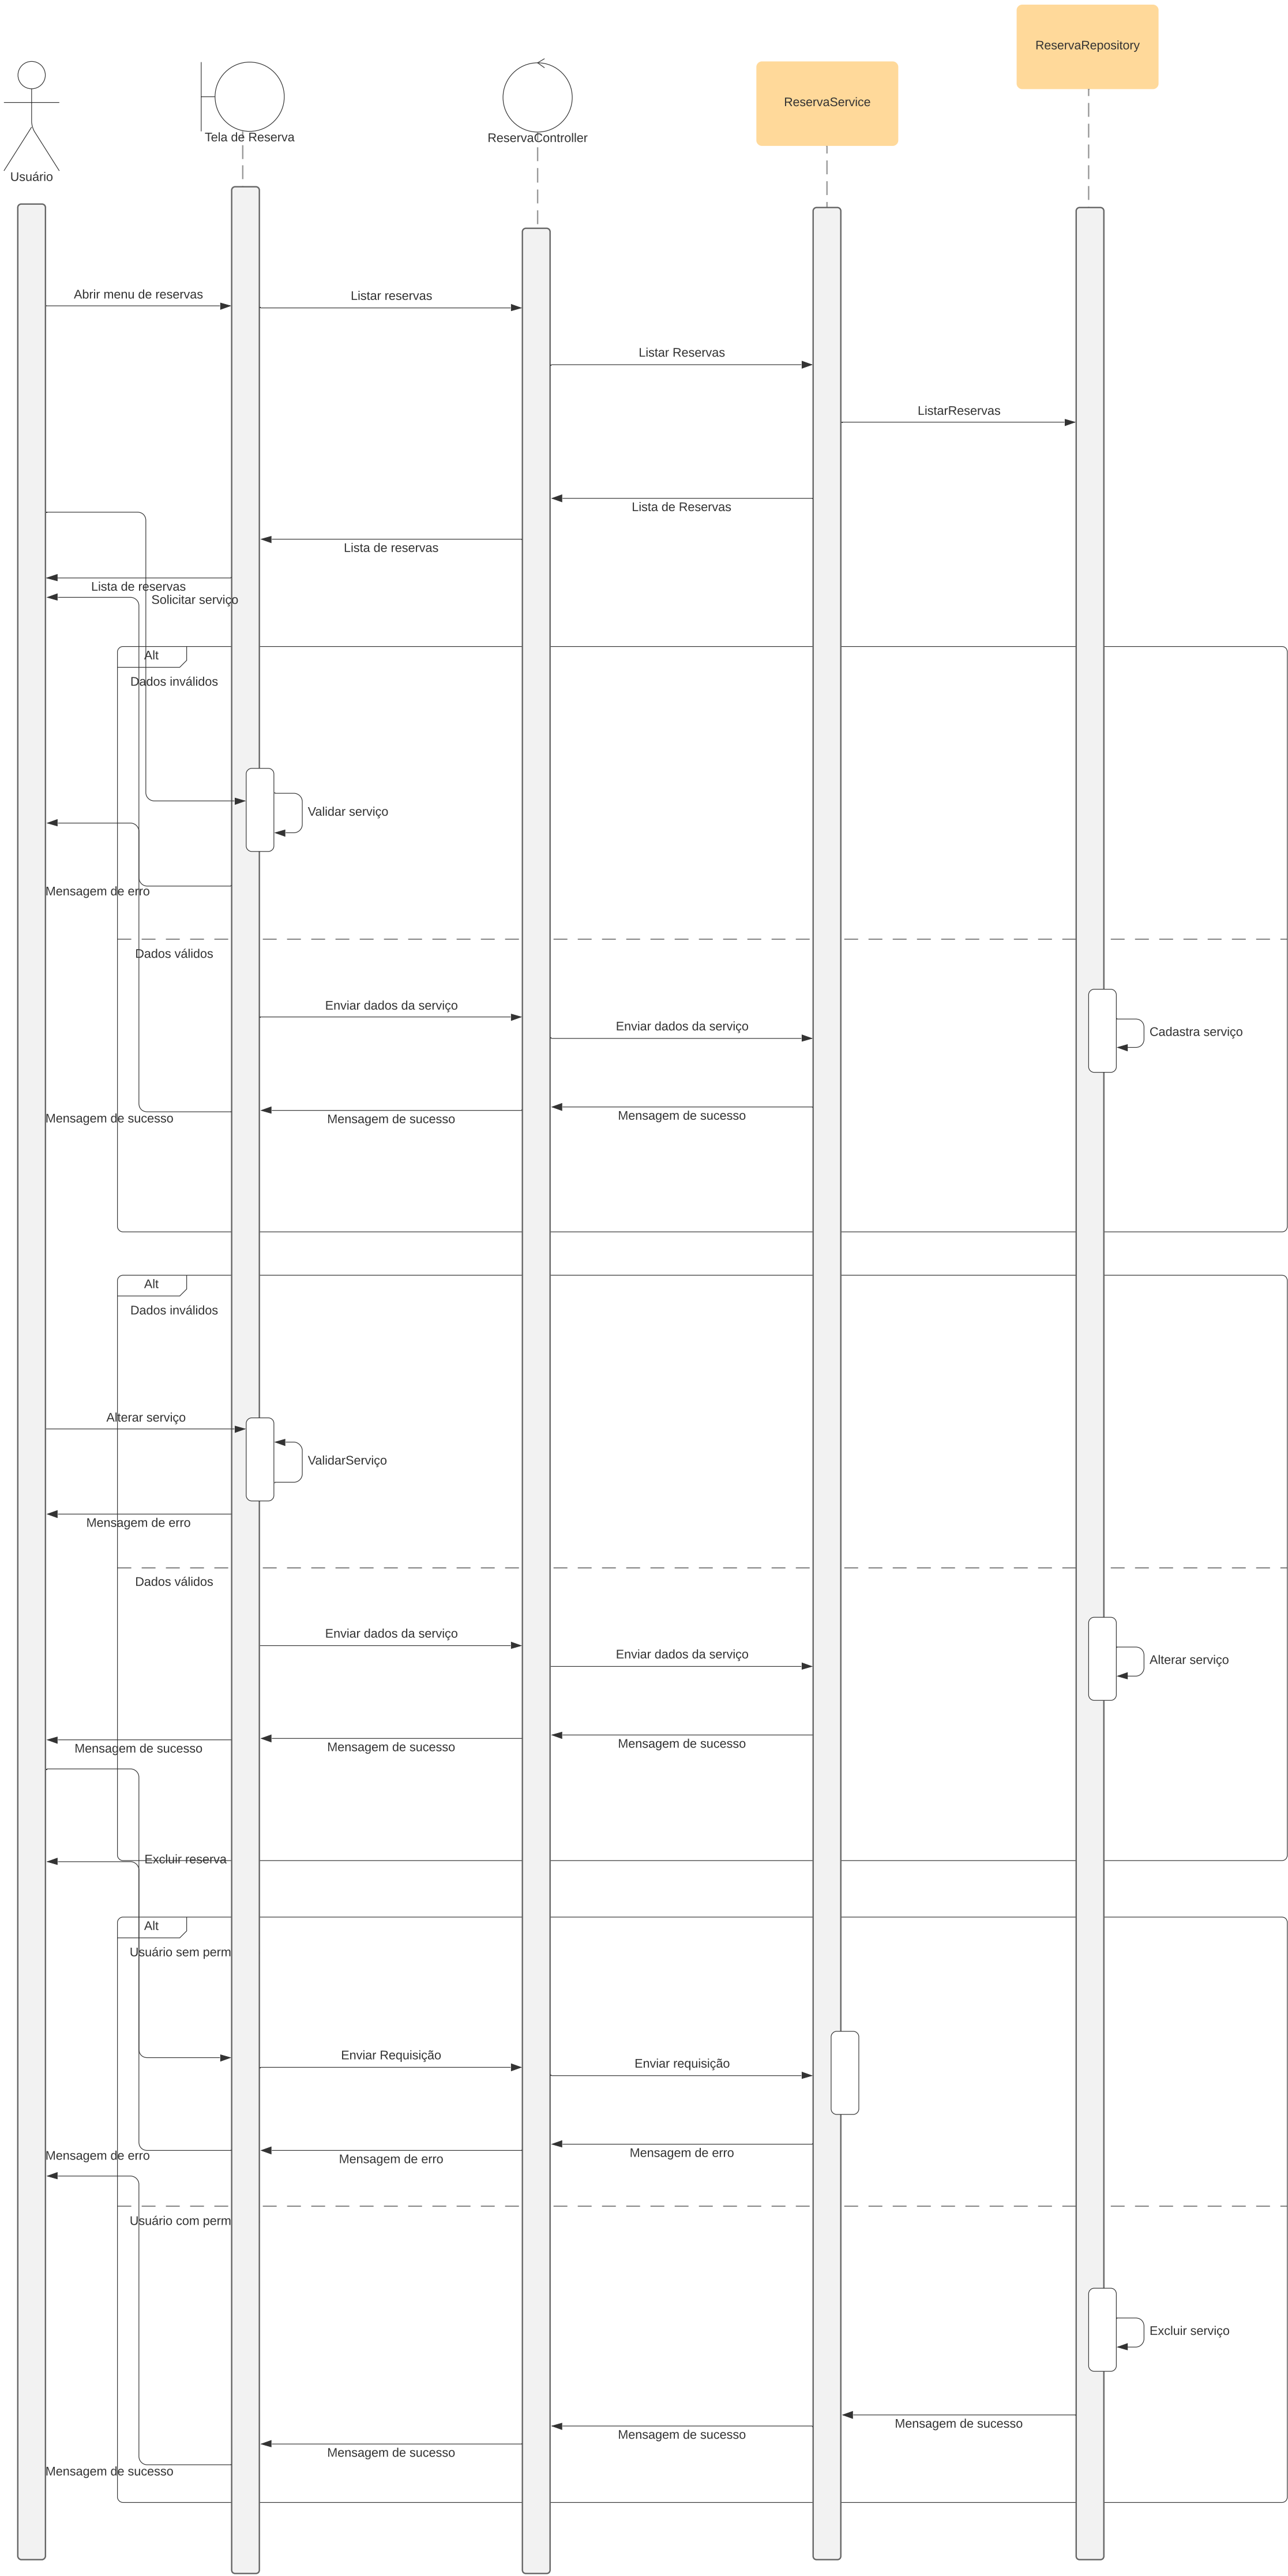 ReservaRepository
ReservaService
Tela de Reserva
ReservaController
Usuário
Abrir menu de reservas
Listar reservas
Listar Reservas
ListarReservas
Lista de Reservas
Lista de reservas
Lista de reservas
Solicitar serviço
Alt
Dados inválidos
Validar serviço
Mensagem de erro
Dados válidos
Enviar dados da serviço
Enviar dados da serviço
Cadastra serviço
Mensagem de sucesso
Mensagem de sucesso
Mensagem de sucesso
Alt
Dados inválidos
Alterar serviço
ValidarServiço
Mensagem de erro
Dados válidos
Enviar dados da serviço
Enviar dados da serviço
Alterar serviço
Mensagem de sucesso
Mensagem de sucesso
Mensagem de sucesso
Excluir reserva
Alt
Usuário sem perm
Enviar Requisição
Enviar requisição
Mensagem de erro
Mensagem de erro
Mensagem de erro
Usuário com perm
Excluir serviço
Mensagem de sucesso
Mensagem de sucesso
Mensagem de sucesso
Mensagem de sucesso